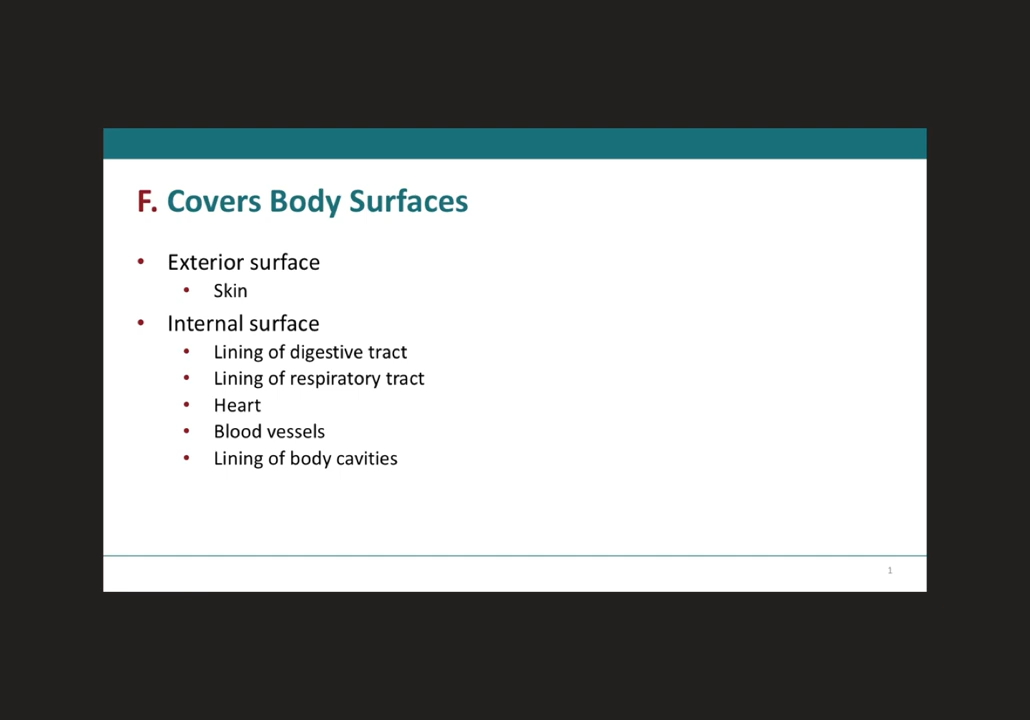 F. Covers Body Surfaces
• Exterior surface
• Skin
• Internal surface
• Lining of digestive tract
• Lining of respiratory tract
• Heart
• Blood vessels
• Lining of body cavities
1